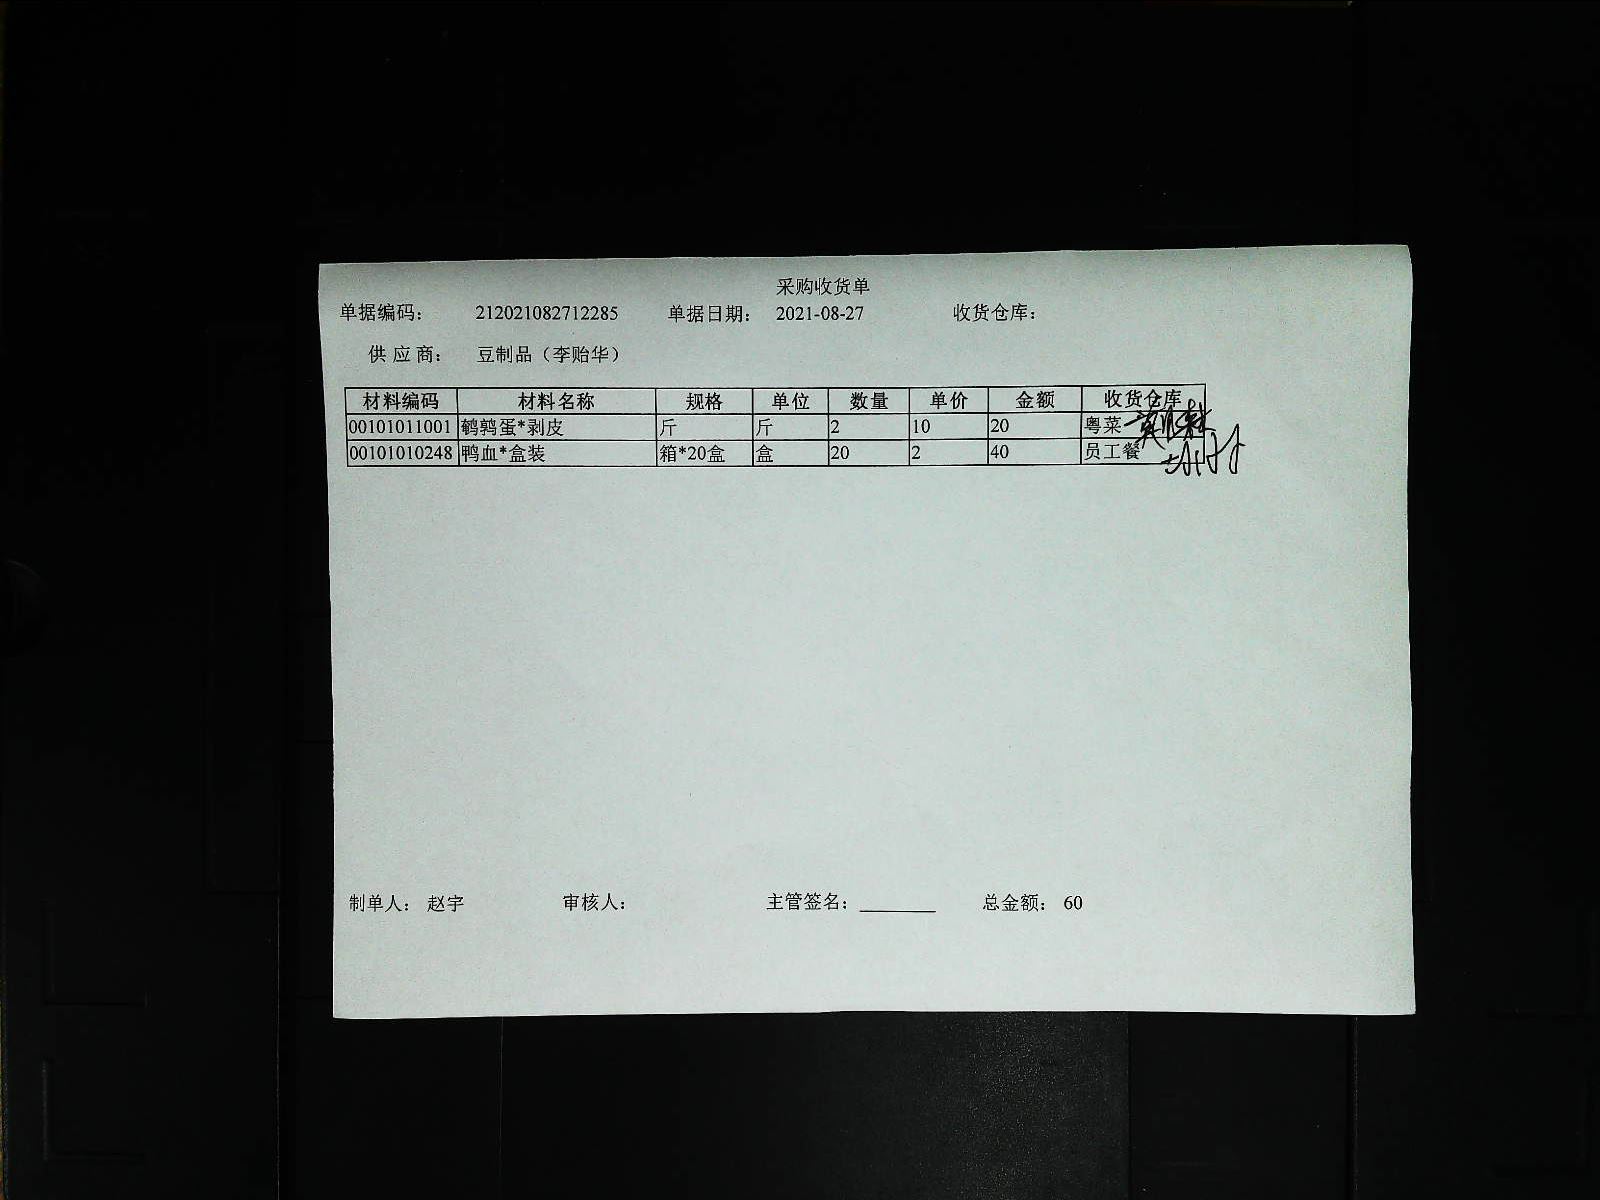 采购收货单
单据编码: 212021082712285 单据日期: 2021-08-27 收货仓库:
供应商: 豆制品（李贻华）
材料编码 材料名称 规格 单位 数量 单价 金额 收货仓库
00101011001 鹌鹑蛋*剥皮 斤 斤 2 10 20 粤菜
00101010248 鸭血*盒装 箱*20盒 盒 20 2 40 员工餐
制单人: 赵宇 审核人: 主管签名: 总金额: 60